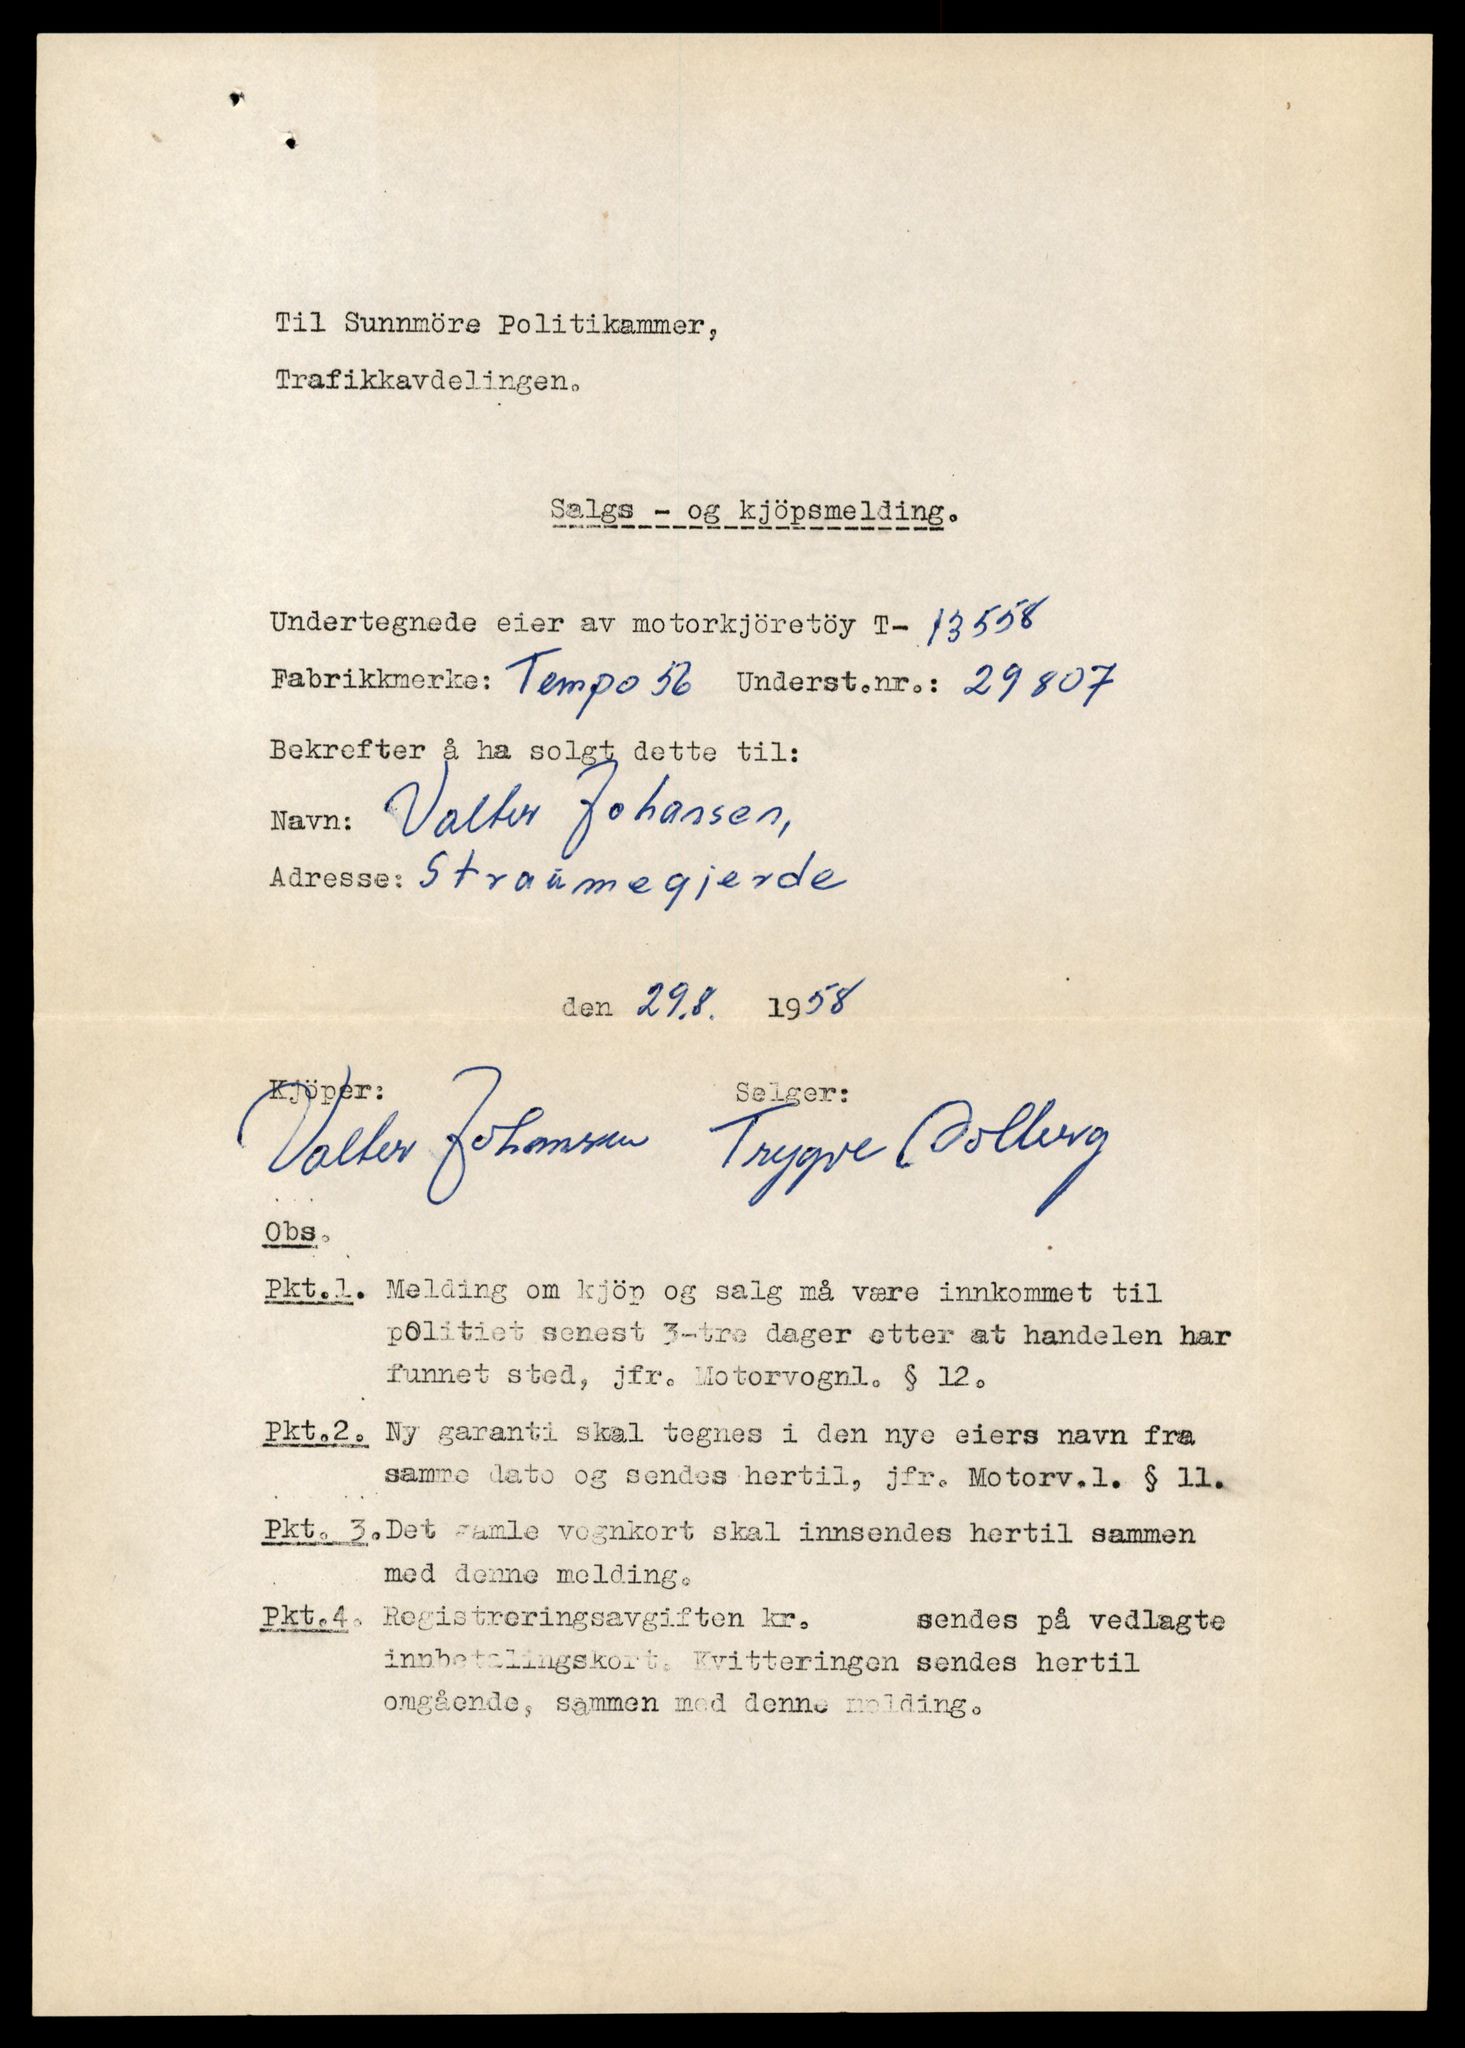 Til Sunnmöre Politikammer,
Trafikkavdelingen.
Salgs - og kjöpsmelding.
Undertegnede eier av motorkjöretöy T- 13558
Fabrikkmerke: Tempo 56 Underst.nr.: 29807
Bekrefter å ha solgt dette til:
Navn: Valter Johansen,
Adresse: Straumegjerde
den 29.8. 1958
Kjöper: Selger:
Valter Johansen Trygve Solberg
Obs.
Pkt.1. Melding om kjöp og salg må være innkommet til
politiet senest 3-tre dager etter at handelen har
funnet sted, jfr. Motorvognl. § 12.
Pkt.2. Ny garanti skal tegnes i den nye eiers navn fra
samme dato og sendes hertil, jfr. Motorv.l. § 11.
Pkt. 3. Det gamle vognkort skal innsendes hertil sammen
med denne melding.
Pkt.4. Registreringsavgiften kr. sendes på vedlagte
innbetalingskort. Kvitteringen sendes hertil
omgående, sammen med denne melding.